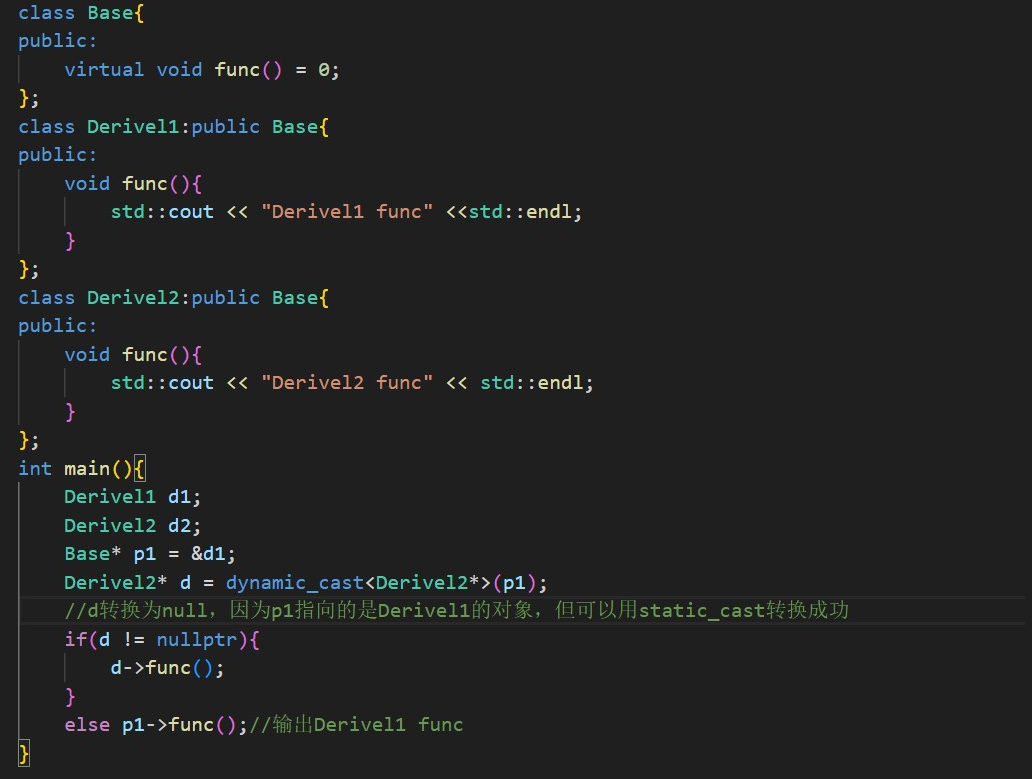 class Base{
public:
    virtual void func() = 0;
};
class Derivel1:public Base{
public:
    void func(){
        std::cout << "Derivel1 func" <<std::endl;
    }
};
class Derivel2:public Base{
public:
    void func(){
        std::cout << "Derivel2 func" << std::endl;
    }
};
int main(){
    Derivel1 d1;
    Derivel2 d2;
    Base* p1 = &d1;
    Derivel2* d = dynamic_cast<Derivel2*>(p1);
    //d转换为null，因为p1指向的是Derivel1的对象，但可以用static_cast转换成功
    if(d != nullptr){
        d->func();
    }
    else p1->func();//输出Derivel1 func
}